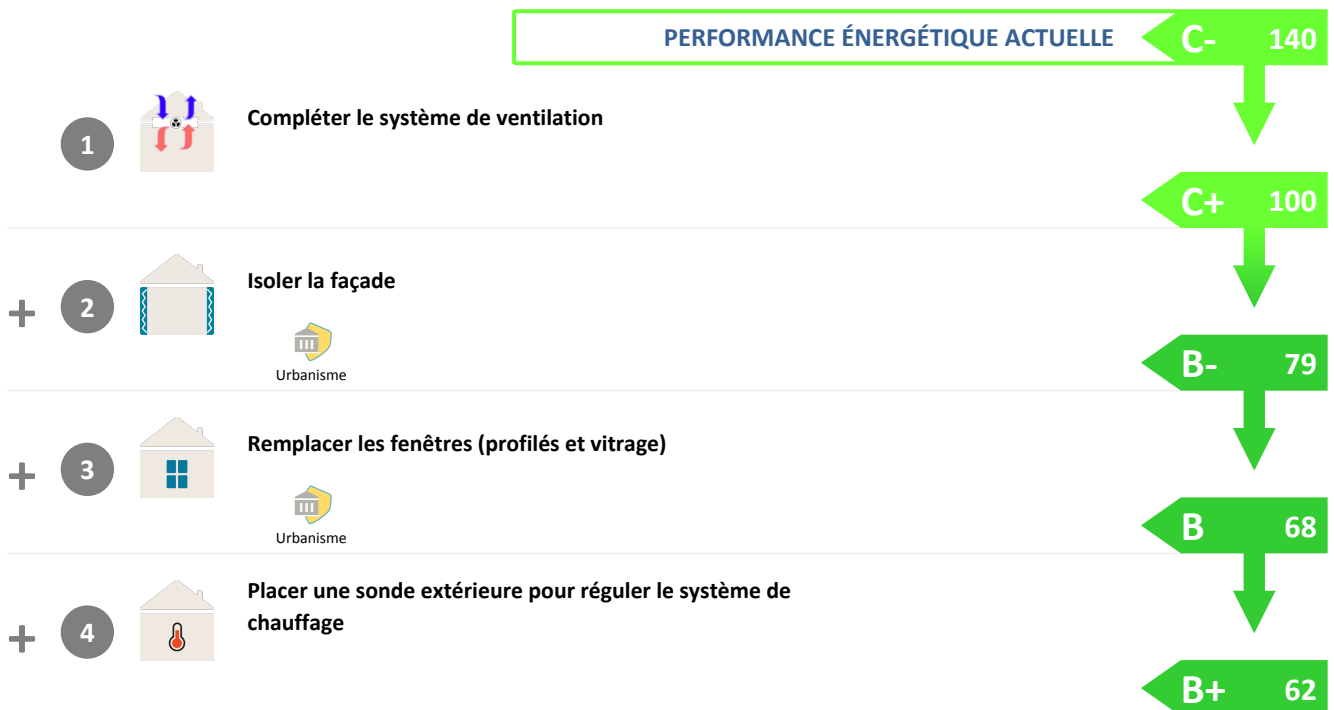 PERFORMANCE ÉNERGÉTIQUE ACTUELLE C- 140
1 Compléter le système de ventilation
C+ 100
+ 2 Isoler la façade
Urbanisme
B- 79
+ 3 Remplacer les fenêtres (profilés et vitrage)
Urbanisme
B 68
+ 4 Placer une sonde extérieure pour réguler le système de
chauffage
B+ 62